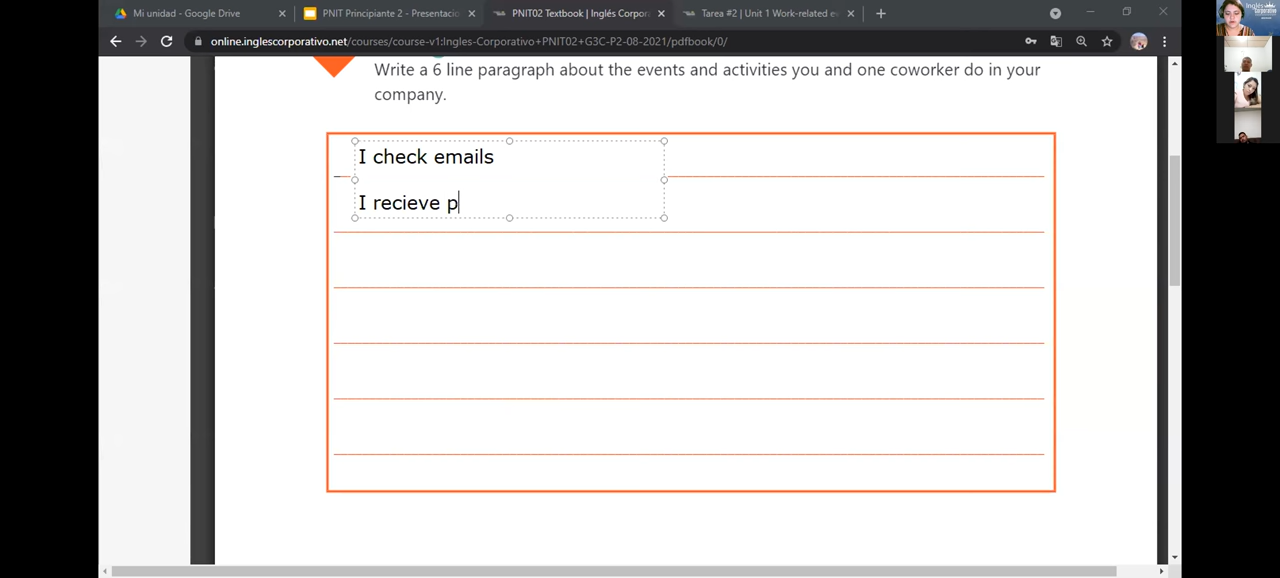 Mi unidad - Google Drive
PNIT Principiante 2 - Presentacio
PNIT02 Textbook | Inglés Corpor
Tarea #2 | Unit 1 Work-related e
online.inglescorporativo.net/courses/course-v1:Ingles-Corporativo+PNIT02+G3C-P2-08-2021/pdfbook/0/
Write a 6 line paragraph about the events and activities you and one coworker do in your
company.
I check emails
I recieve p